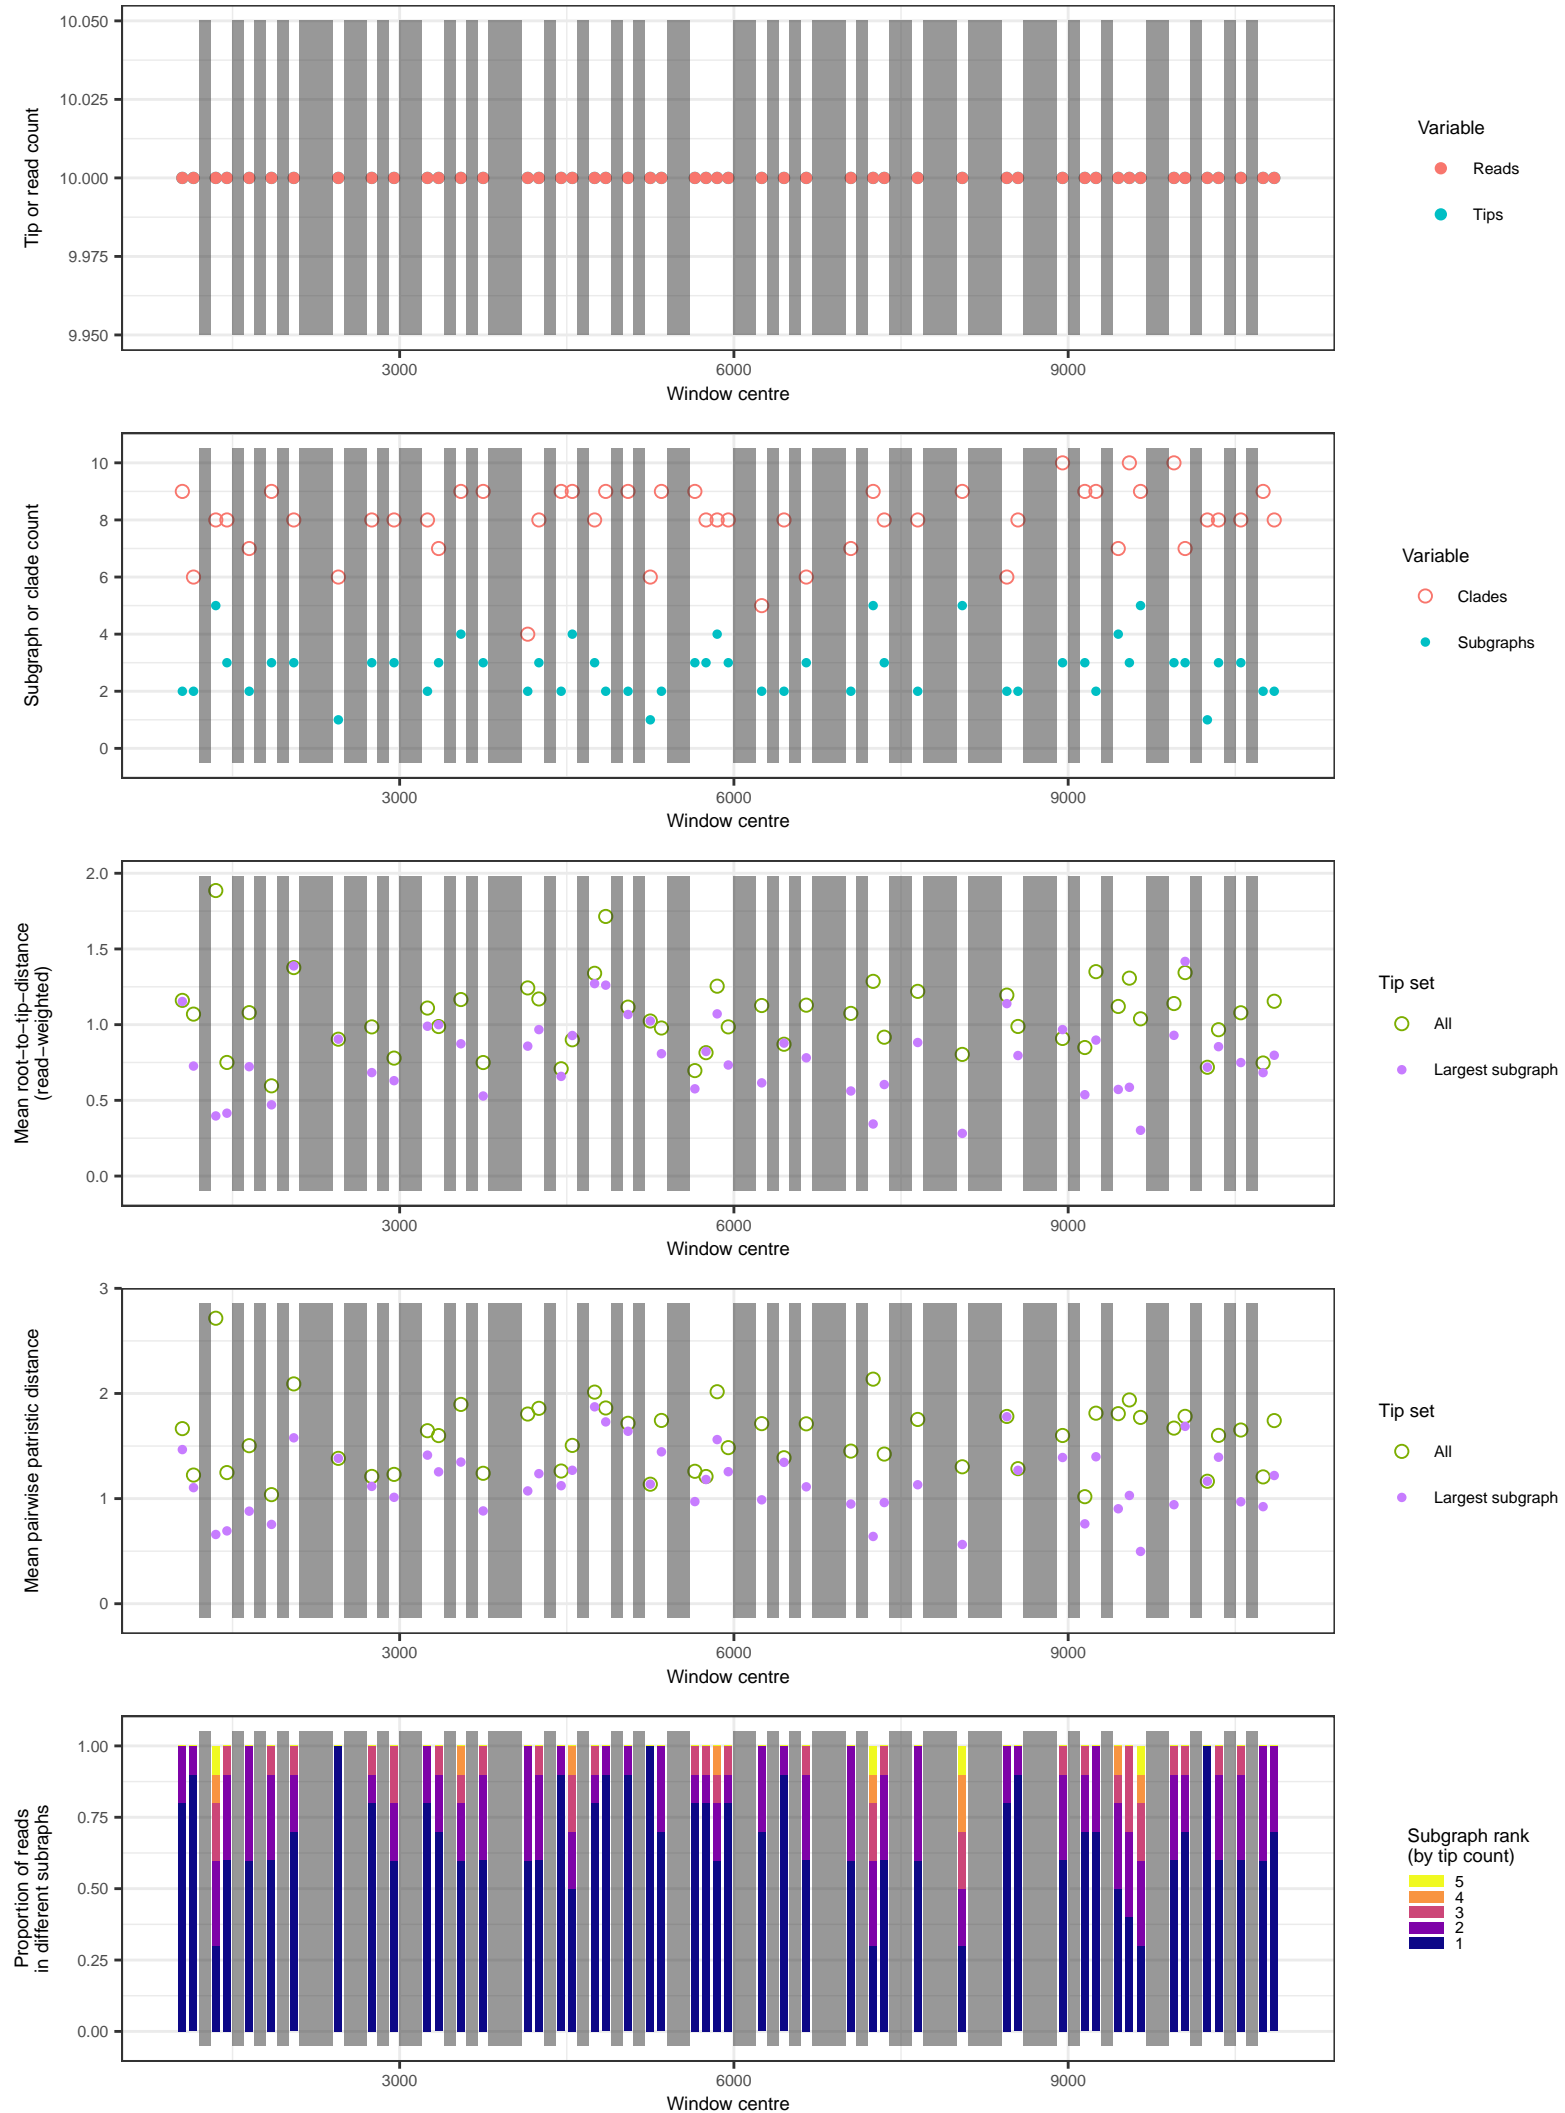 10.050
10.025
10.000
9.975
9.950
Tip or read count
3000
6000
9000
Window centre
Variable
Reads
Tips
10
8
6
4
2
0
Subgraph or clade count
3000
6000
9000
Window centre
Variable
Clades
Subgraphs
2.0
1.5
1.0
0.5
0.0
Mean root−to−tip−distance
(read−weighted)
3000
6000
9000
Window centre
Tip set
All
Largest subgraph
3
2
1
0
Mean pairwise patristic distance
3000
6000
9000
Window centre
Tip set
All
Largest subgraph
1.00
0.75
0.50
0.25
0.00
Proportion of reads
in different subraphs
3000
6000
9000
Window centre
Subgraph rank
(by tip count)
5
4
3
2
1